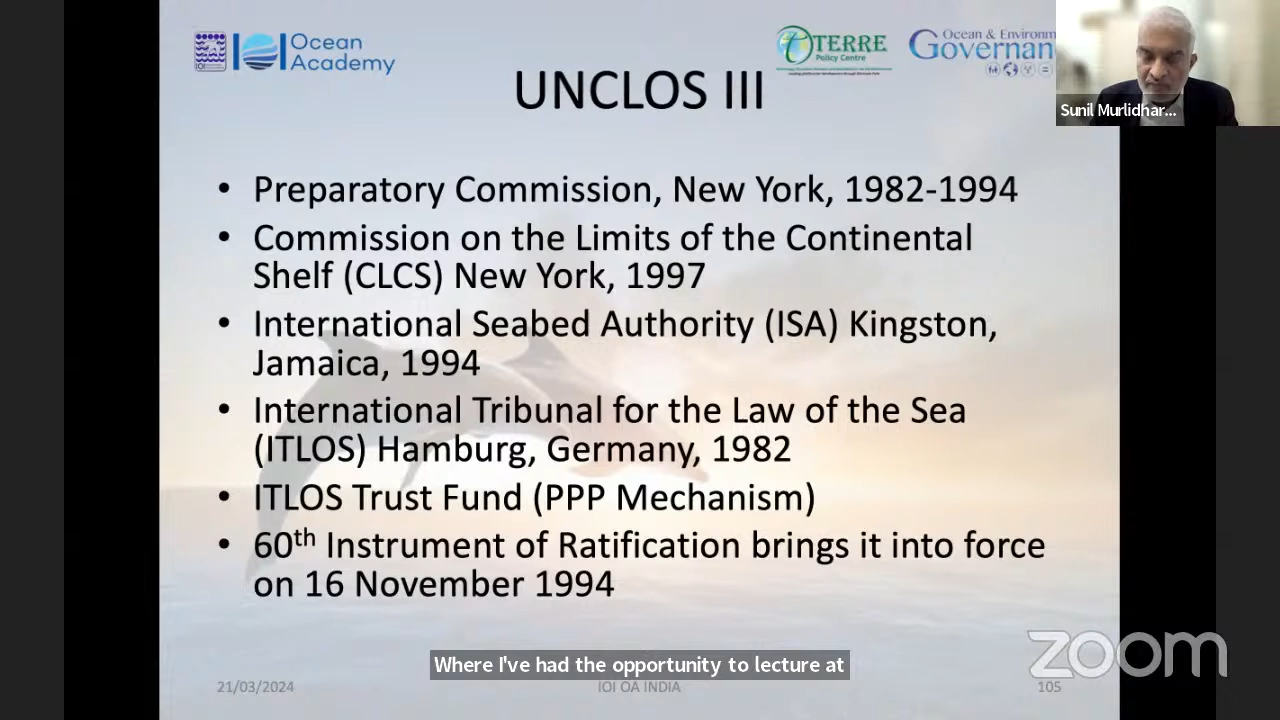 IOI
Ocean
Academy
TERRE
Policy Centre
Ocean & Environm
Governan
UNCLOS III
Sunil Murlidhar...
• Preparatory Commission, New York, 1982-1994
• Commission on the Limits of the Continental
Shelf (CLCS) New York, 1997
• International Seabed Authority (ISA) Kingston,
Jamaica, 1994
• International Tribunal for the Law of the Sea
(ITLOS) Hamburg, Germany, 1982
• ITLOS Trust Fund (PPP Mechanism)
• 60th Instrument of Ratification brings it into force
on 16 November 1994
Where I've had the opportunity to lecture at
zoom
21/03/2024
IOI OA INDIA
105